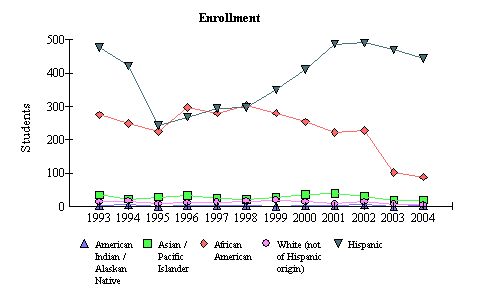 Enrollment
500
400
300
200
100
0
Students
1993 1994 1995 1996 1997 1998 1999 2000 2001 2002 2003 2004
American Indian / Alaskan Native
Asian / Pacific Islander
African American
White (not of Hispanic origin)
Hispanic